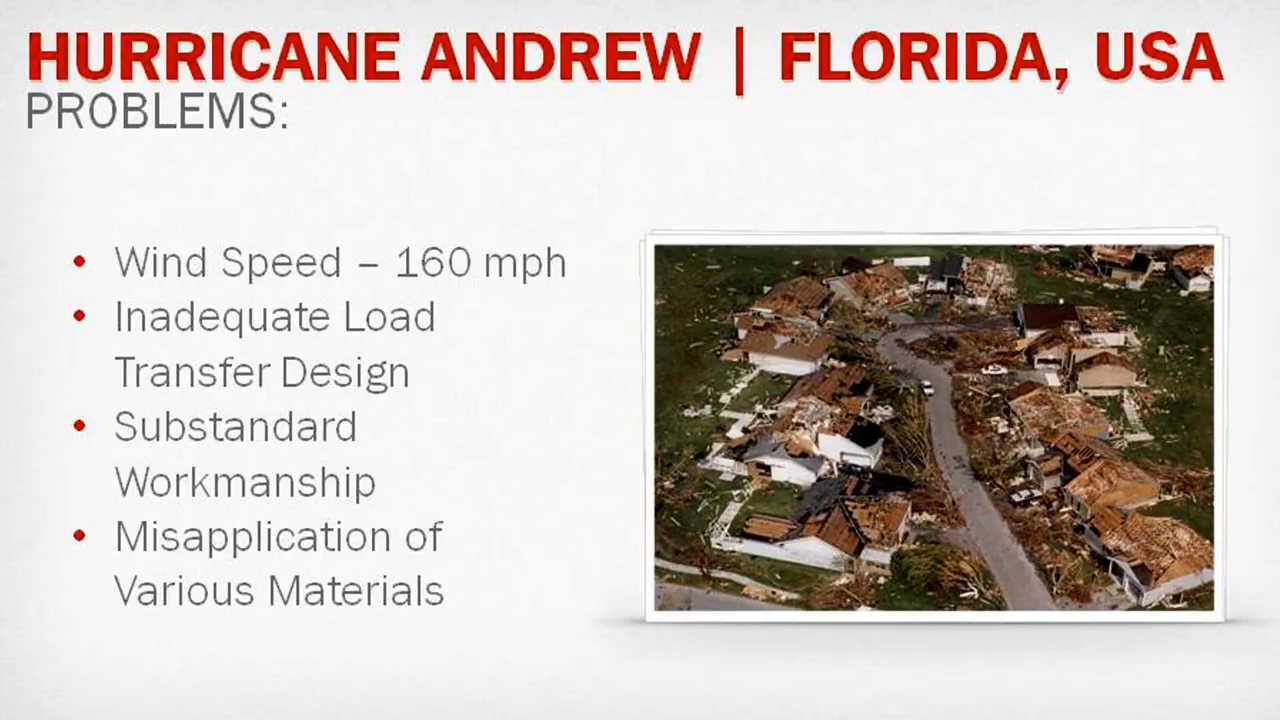 HURRICANE ANDREW | FLORIDA, USA
PROBLEMS:
• Wind Speed – 160 mph
• Inadequate Load
Transfer Design
• Substandard
Workmanship
• Misapplication of
Various Materials